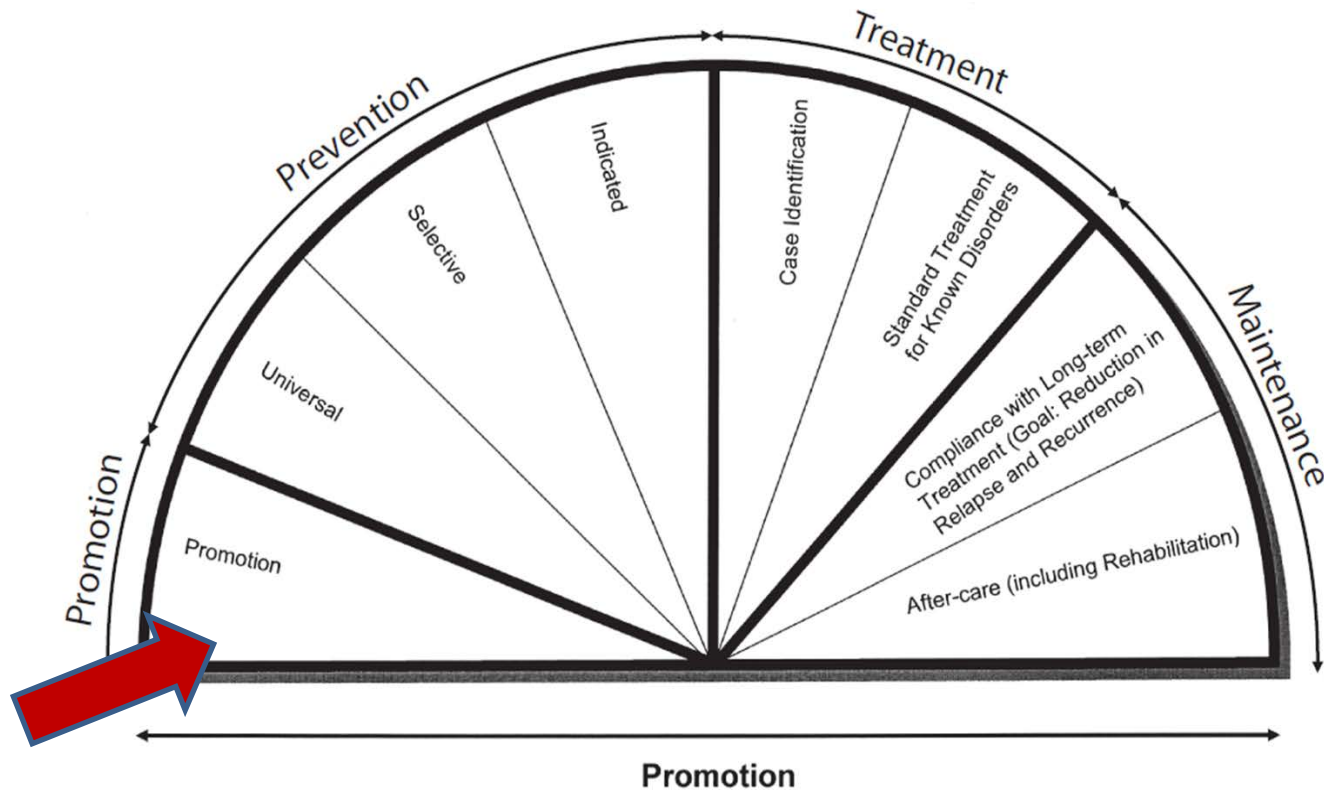 Promotion
Prevention
Treatment
Maintenance
Promotion
Universal
Selective
Indicated
Case Identification
Standard Treatment
for Known Disorders
Compliance with Long-term
Treatment (Goal: Reduction in
Relapse and Recurrence)
After-care (including Rehabilitation)
Promotion